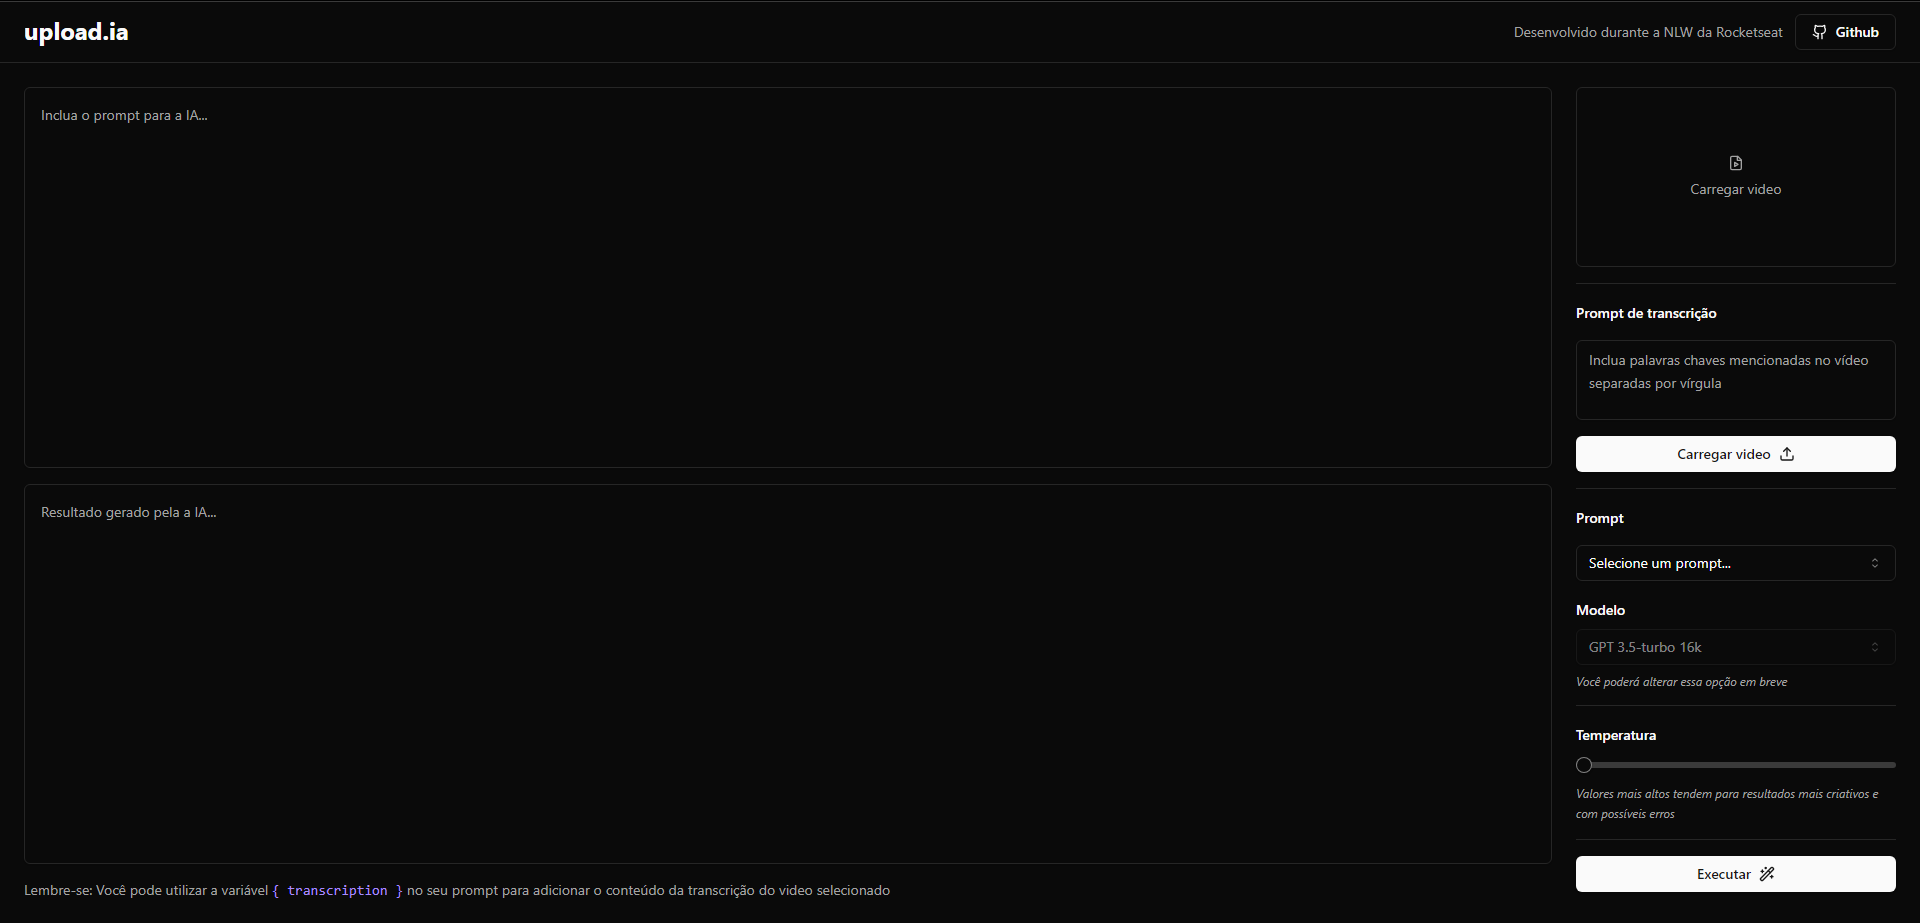 upload.ia
Desenvolvido durante a NLW da Rocketseat
Github
Inclua o prompt para a IA...
Resultado gerado pela a IA...
Lembre-se: Você pode utilizar a variável { transcription } no seu prompt para adicionar o conteúdo da transcrição do video selecionado
Carregar video
Prompt de transcrição
Inclua palavras chaves mencionadas no vídeo
separadas por vírgula
Carregar video
Prompt
Selecione um prompt...
Modelo
GPT 3.5-turbo 16k
Você poderá alterar essa opção em breve
Temperatura
Valores mais altos tendem para resultados mais criativos e
com possíveis erros
Executar